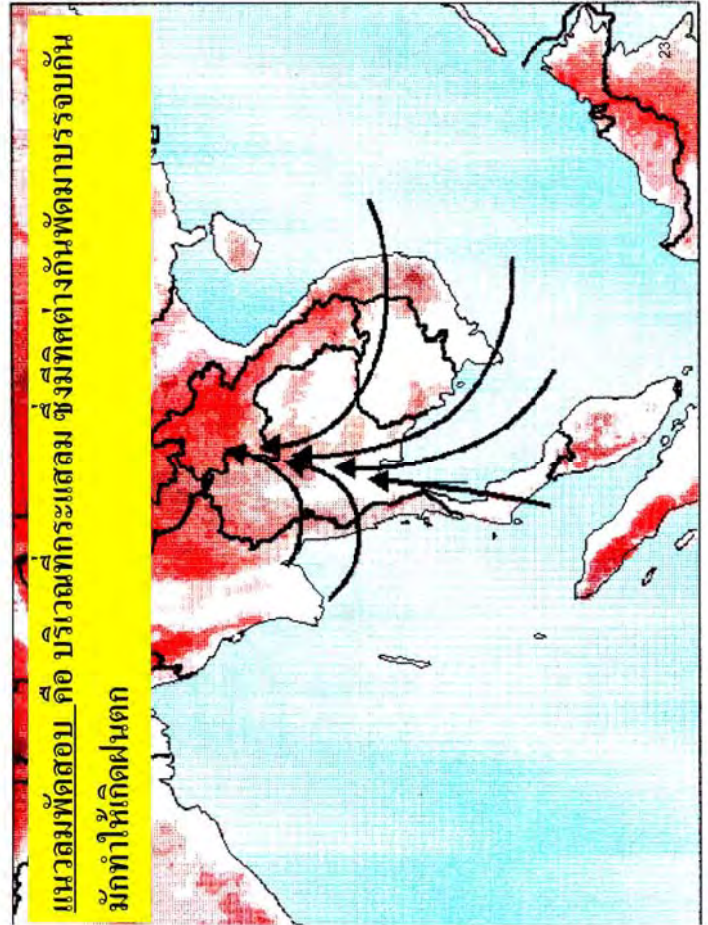 แนวลมพัดสอบ คือ บริเวณที่กระแสลม ซึ่งมีทิศต่างกันพัดมาบรรจบกัน
มักทำให้เกิดฝนตก
23